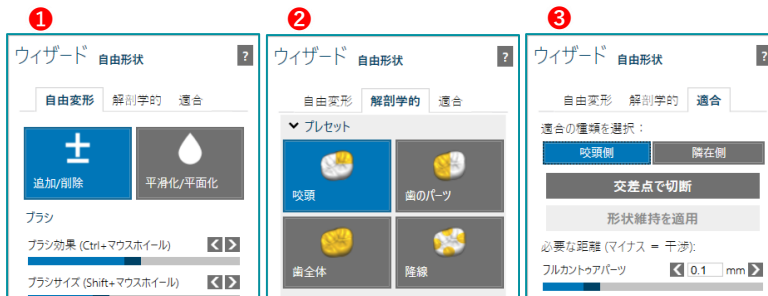 ❶
ウィザード 自由形状 ?
自由変形 解剖学的 適合
追加/削除 平滑化/平面化
ブラシ
ブラシ効果 (Ctrl+マウスホイール)
ブラシサイズ (Shift+マウスホイール)
❷
ウィザード 自由形状 ?
自由変形 解剖学的 適合
プレセット
咬頭 歯のパーツ
歯全体 隆線
❸
ウィザード 自由形状 ?
自由変形 解剖学的 適合
適合の種類を選択：
咬頭側 隣在側
交差点で切断
形状維持を適用
必要な距離 (マイナス = 干渉):
フルカントゥアパーツ 0.1 mm